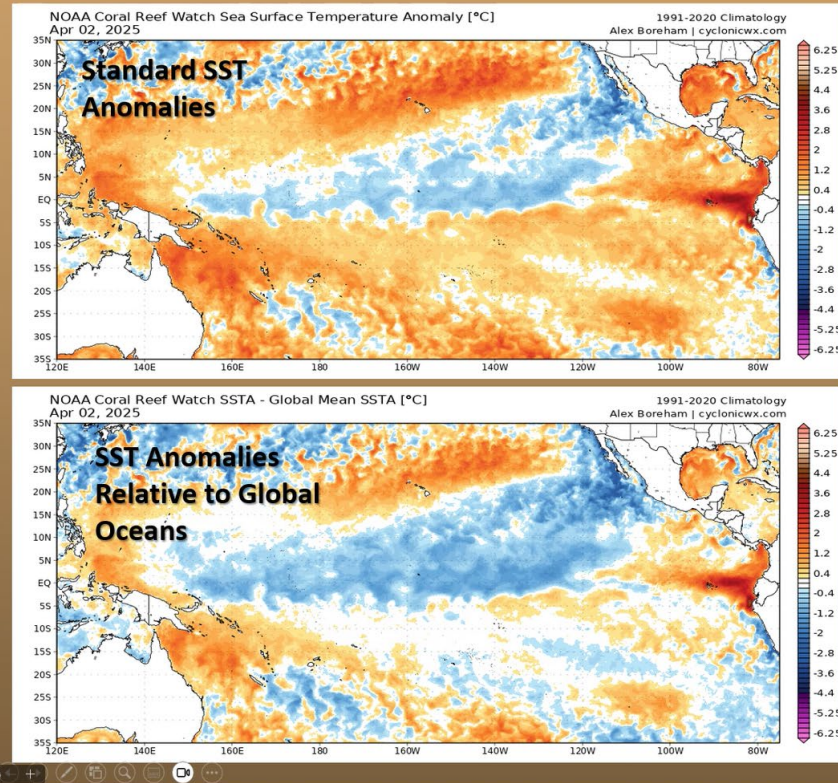 NOAA Coral Reef Watch Sea Surface Temperature Anomaly [°C]
Apr 02, 2025
1991-2020 Climatology
Alex Boreham | cyclonicwx.com
Standard SST
Anomalies
35N
30N
25N
20N
15N
10N
5N
EQ
5S
10S
15S
20S
25S
30S
35S
120E 140E 160E 180 160W 140W 120W 100W 80W
6.25
5.25
4.4
3.6
2.8
2
1.2
0.4
-0.4
-1.2
-2
-2.8
-3.6
-4.4
-5.25
-6.25
NOAA Coral Reef Watch SSTA - Global Mean SSTA [°C]
Apr 02, 2025
1991-2020 Climatology
Alex Boreham | cyclonicwx.com
SST Anomalies
Relative to Global
Oceans
35N
30N
25N
20N
15N
10N
5N
EQ
5S
10S
15S
20S
25S
30S
35S
120E 140E 160E 180 160W 140W 120W 100W 80W
6.25
5.25
4.4
3.6
2.8
2
1.2
0.4
-0.4
-1.2
-2
-2.8
-3.6
-4.4
-5.25
-6.25